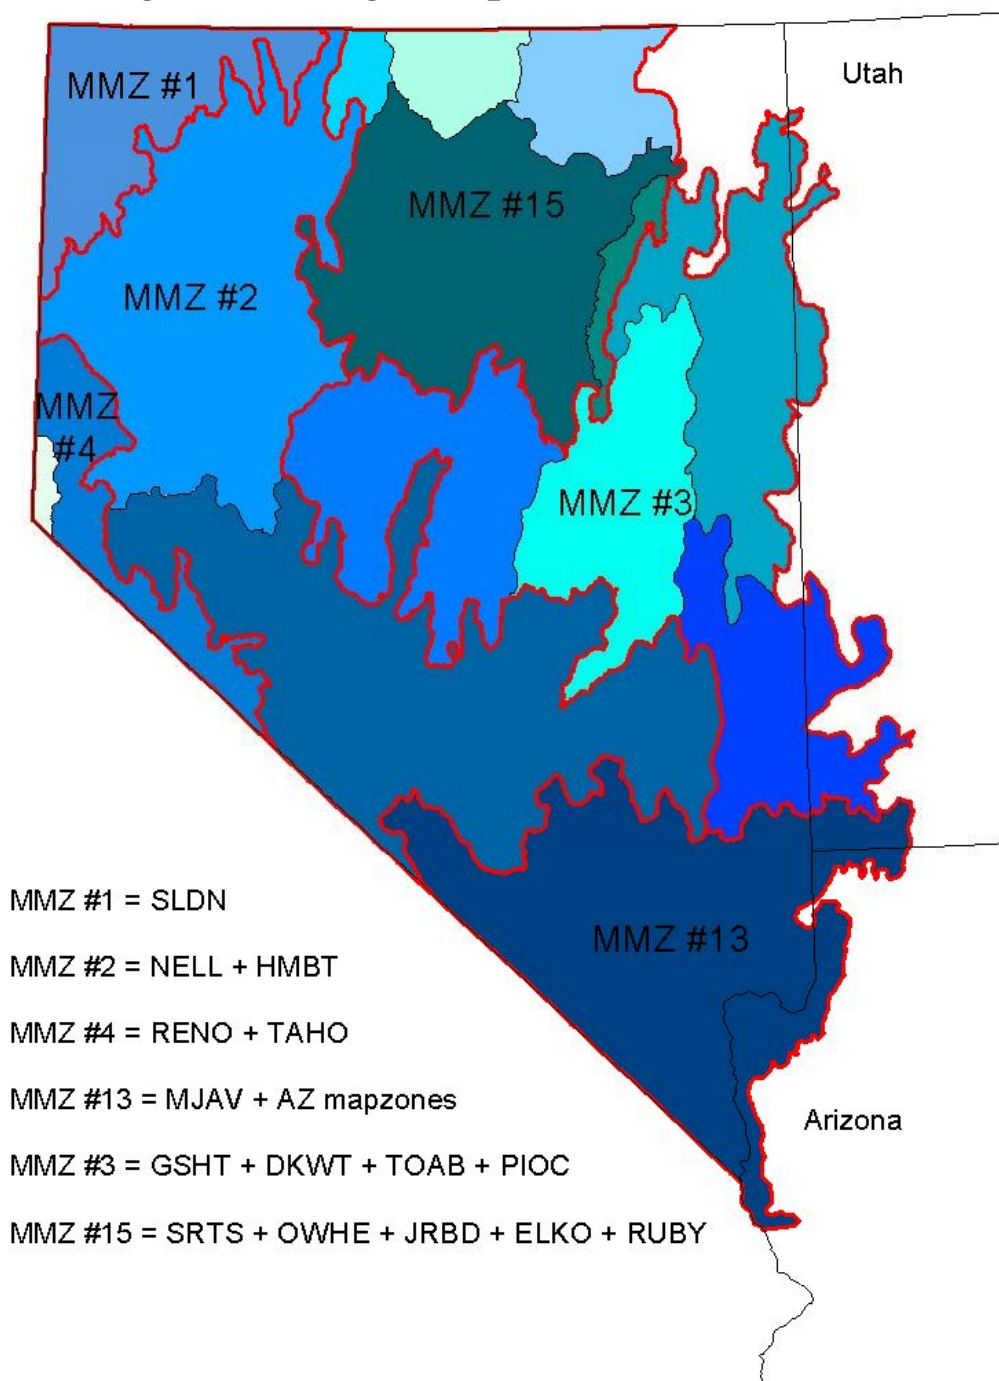 MMZ #1
Utah
MMZ #15
MMZ #2
MMZ
#4
MMZ #3
MMZ #13
MMZ #1 = SLDN
MMZ #2 = NELL + HMBT
MMZ #4 = RENO + TAHO
MMZ #13 = MJAV + AZ mapzones
Arizona
MMZ #3 = GSHT + DKWT + TOAB + PIOC
MMZ #15 = SRTS + OWHE + JRBD + ELKO + RUBY